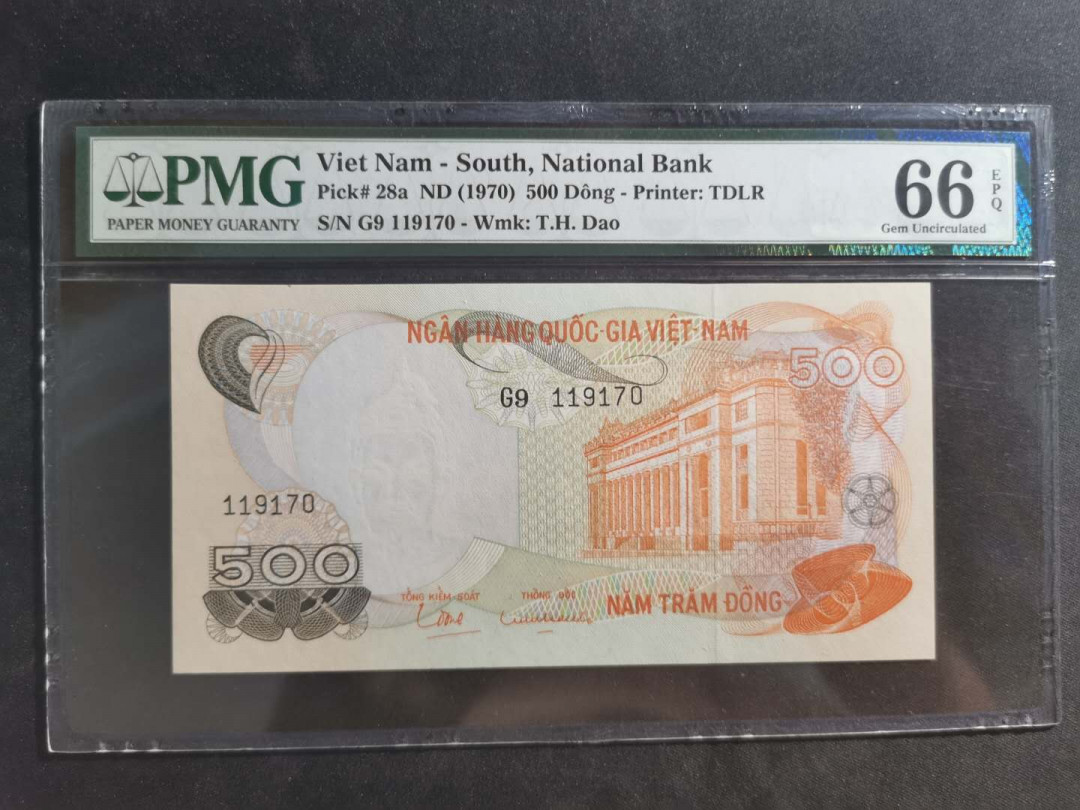 PMG
PAPER MONEY GUARANTY
Viet Nam - South, National Bank
Pick# 28a ND (1970) 500 Dông - Printer: TDLR
S/N G9 119170 - Wmk: T.H. Dao
66
EPQ
Gem Uncirculated
NGÂN-HÀNG QUỐC-GIA VIỆT-NAM
500
G9 119170
119170
500
TỔNG KIỂM-SOÁT
THỐNG ĐỐC
NĂM TRĂM ĐỒNG